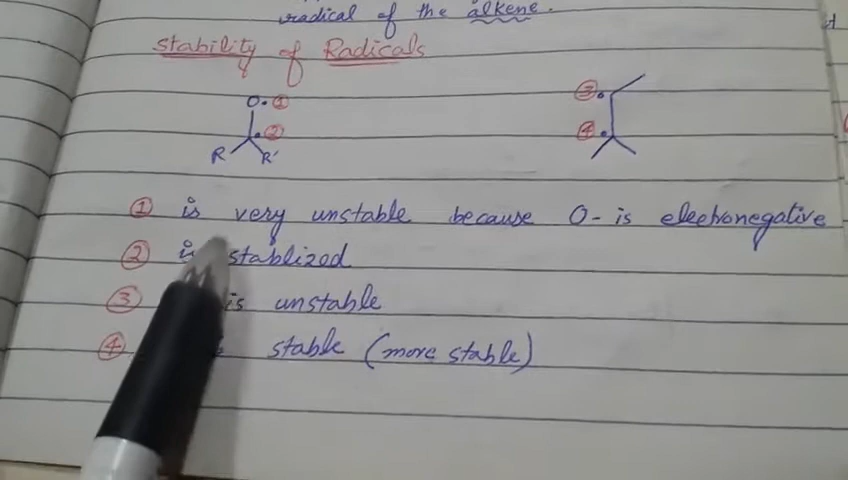 radical of the alkene.
Stability of Radicals
O· ①
· ②
R R'
③ ·
④ ·
① is very unstable because O- is electronegative
② is stablized
③ is unstable
④ stable (more stable)